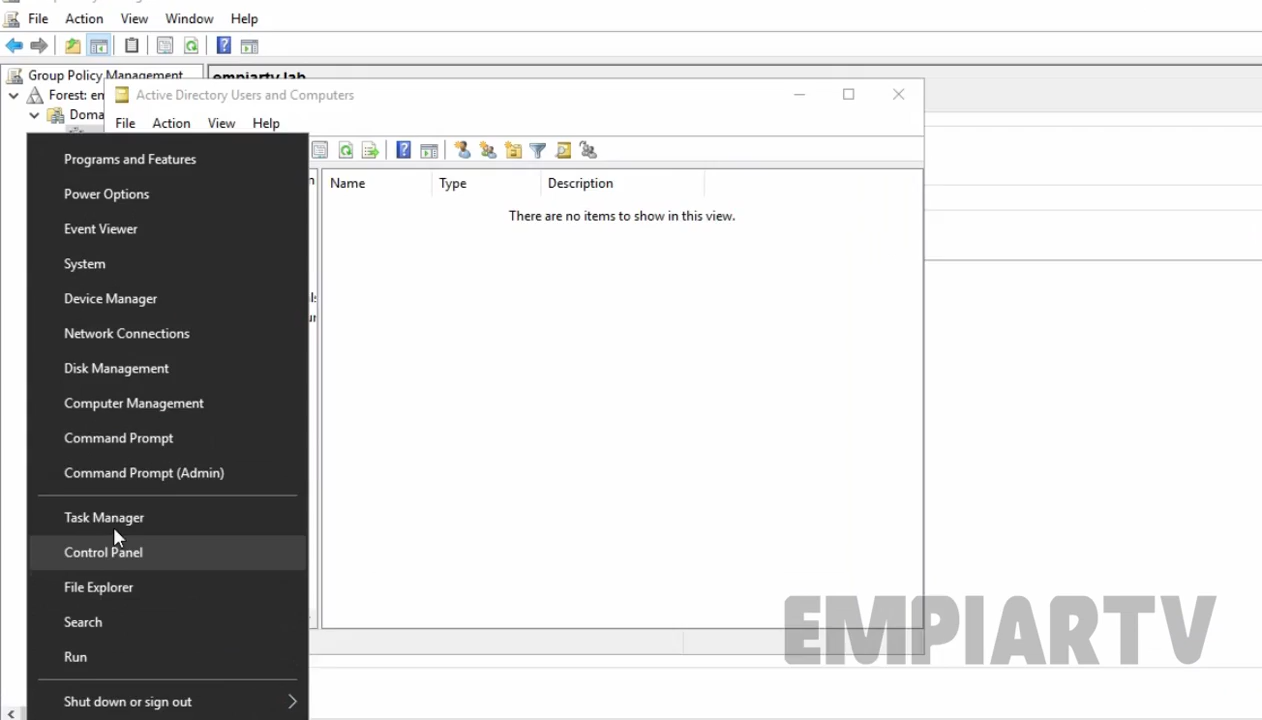 File Action View Window Help
Group Policy Management
empiarty.lab
Forest: en
Active Directory Users and Computers
Doma
File Action View Help
Programs and Features
Power Options
Event Viewer
System
Device Manager
Network Connections
Disk Management
Computer Management
Command Prompt
Command Prompt (Admin)
Task Manager
Control Panel
File Explorer
Search
Run
Shut down or sign out
Name Type Description
There are no items to show in this view.
EMPIARTV